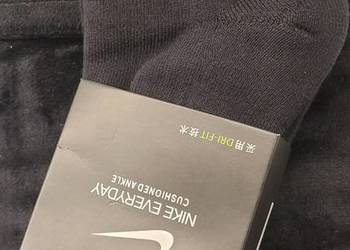 NIKE EVERYDAY
CUSHIONED ANKLE
采用 DRI-FIT 技术